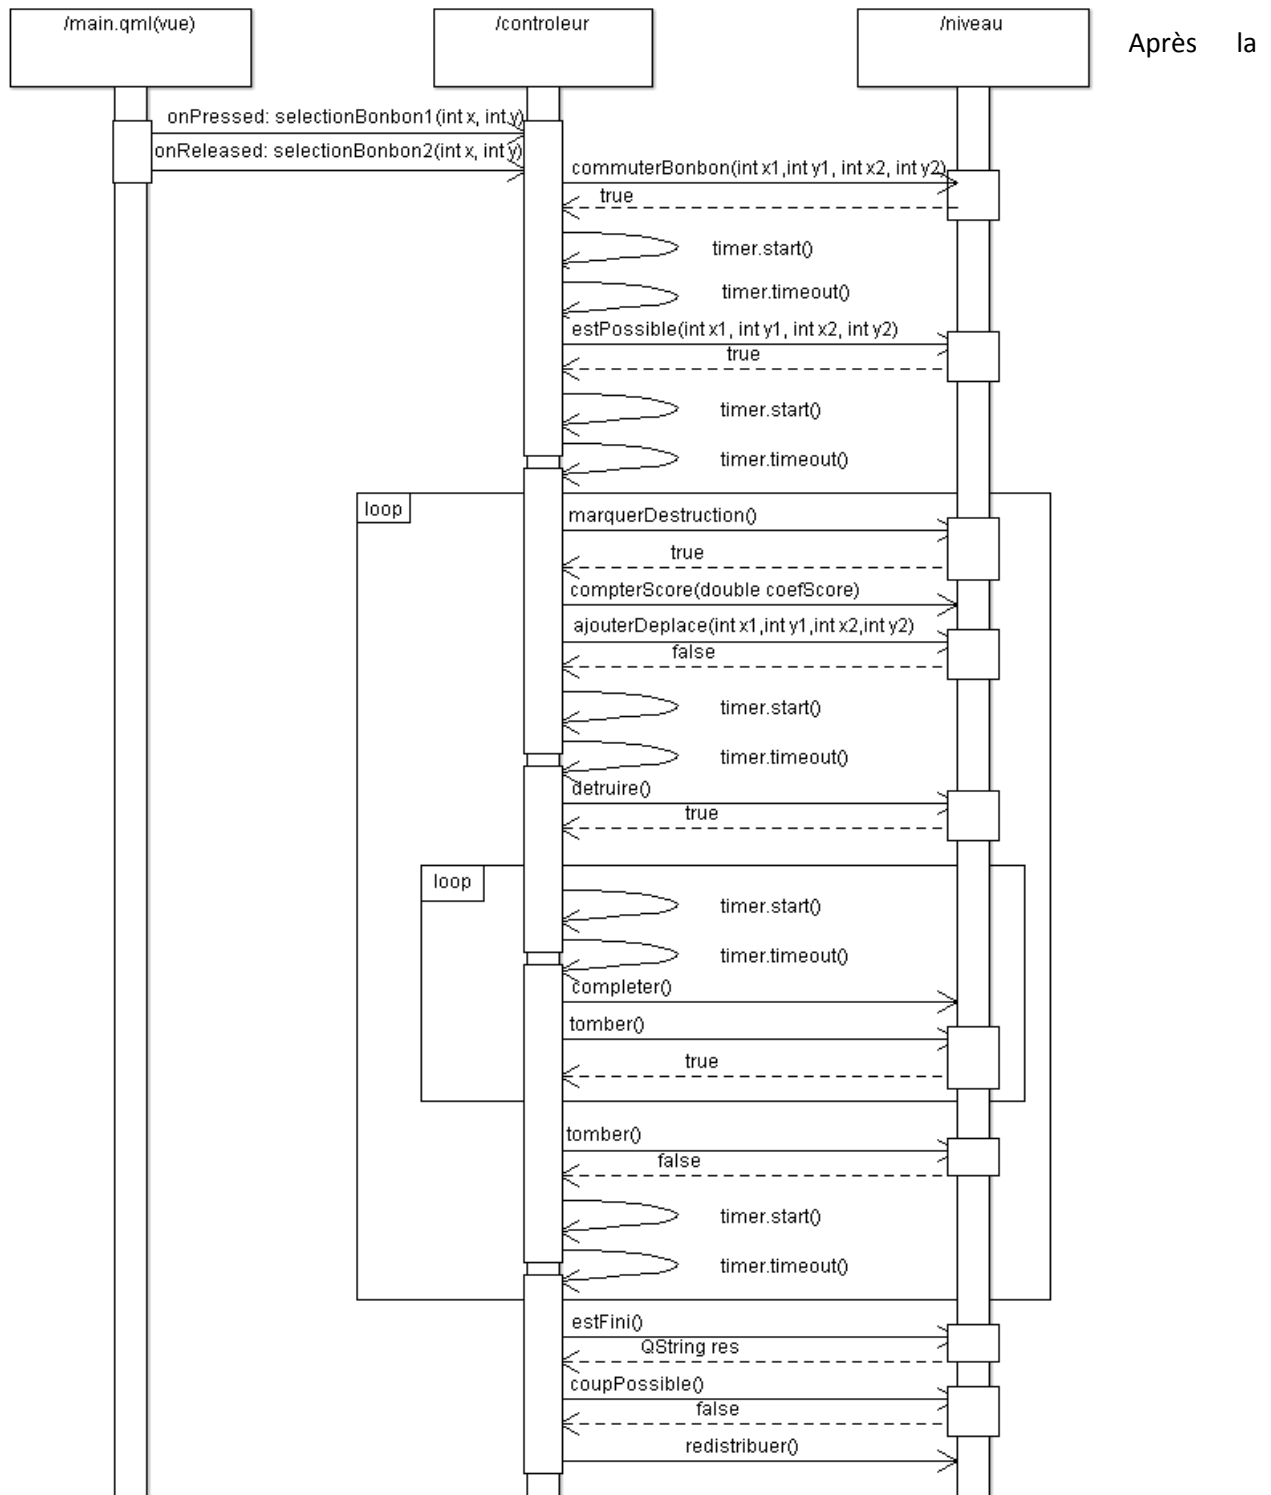 /main.qml(vue)
/controleur
/niveau
Après la
onPressed: selectionBonbon1(int x, int y)
onReleased: selectionBonbon2(int x, int y)
commuterBonbon(int x1,int y1, int x2, int y2)
true
timer.start()
timer.timeout()
estPossible(int x1, int y1, int x2, int y2)
true
timer.start()
timer.timeout()
loop
marquerDestruction()
true
compterScore(double coefScore)
ajouterDeplace(int x1,int y1,int x2,int y2)
false
timer.start()
timer.timeout()
detruire()
true
loop
timer.start()
timer.timeout()
completer()
tomber()
true
tomber()
false
timer.start()
timer.timeout()
estFini()
QString res
coupPossible()
false
redistribuer()